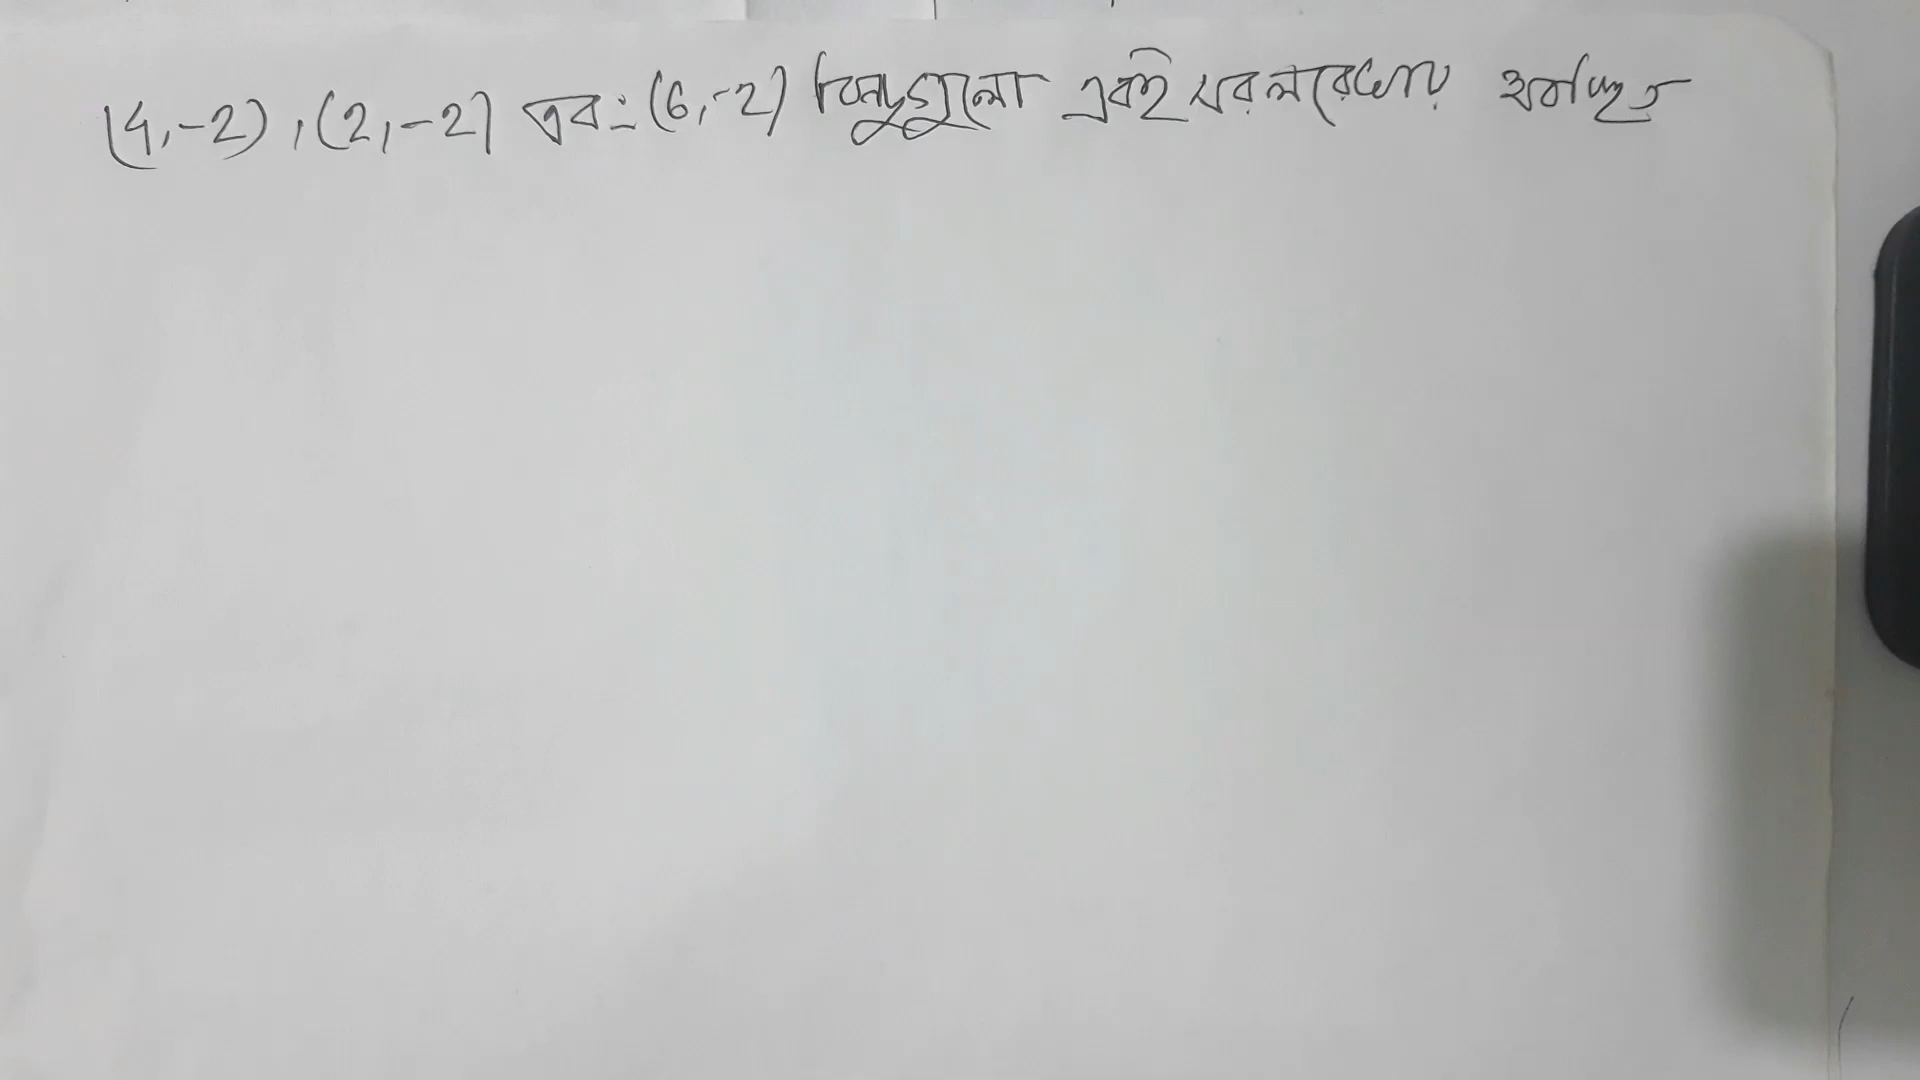 (4,-2), (2,-2) এবং (6,-2) বিন্দুগুলো একই সরলরেখায় অবস্থিত